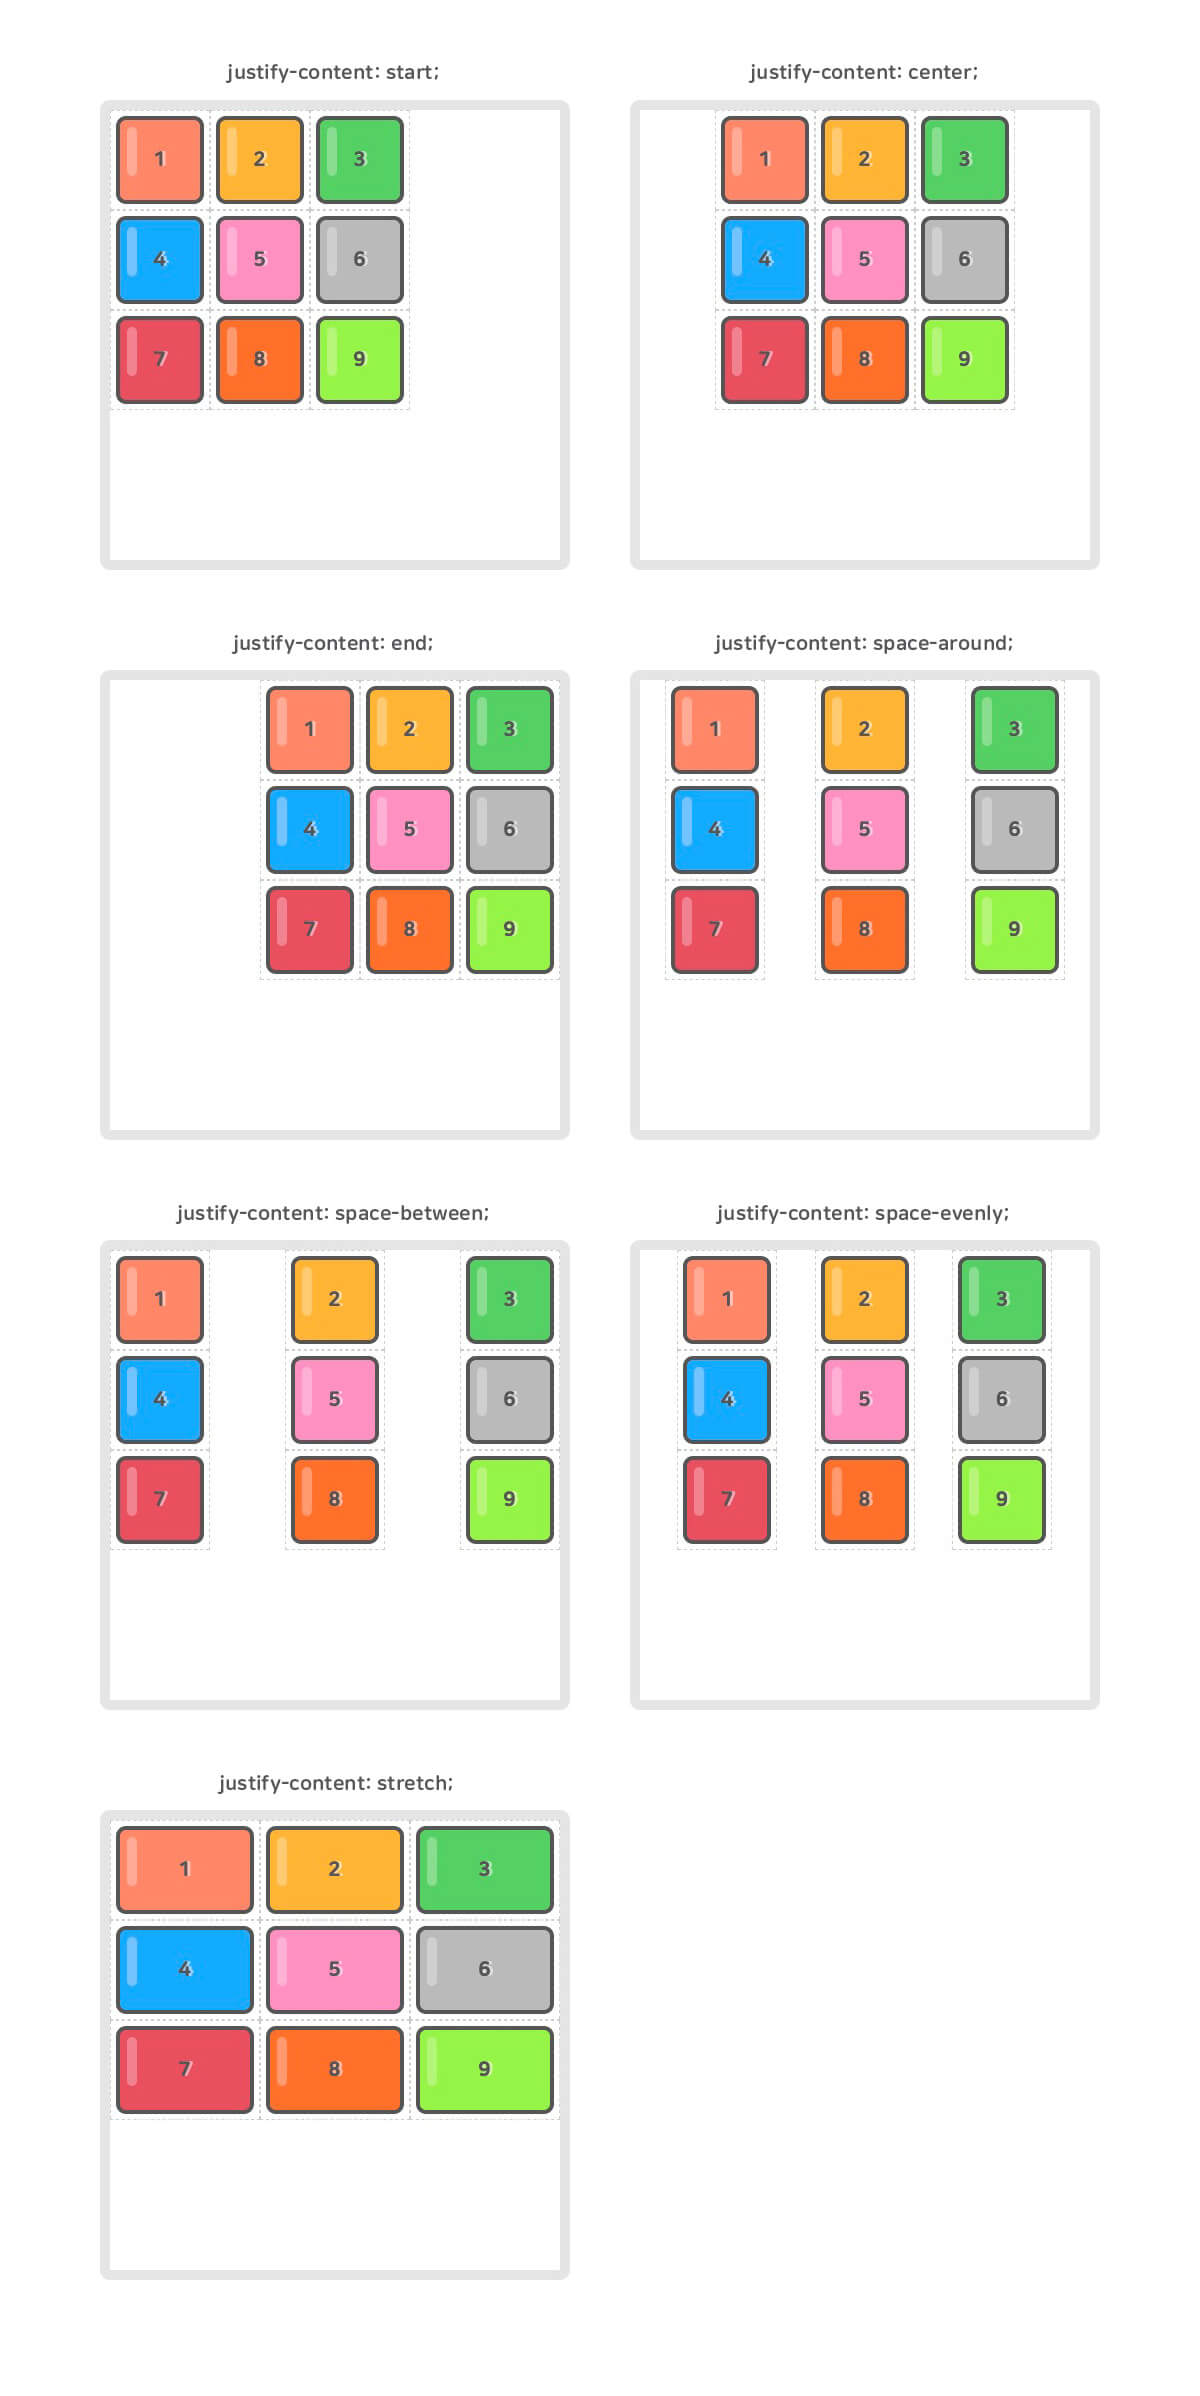 justify-content: start;
1 2 3
4 5 6
7 8 9
justify-content: center;
1 2 3
4 5 6
7 8 9
justify-content: end;
1 2 3
4 5 6
7 8 9
justify-content: space-around;
1 2 3
4 5 6
7 8 9
justify-content: space-between;
1 2 3
4 5 6
7 8 9
justify-content: space-evenly;
1 2 3
4 5 6
7 8 9
justify-content: stretch;
1 2 3
4 5 6
7 8 9